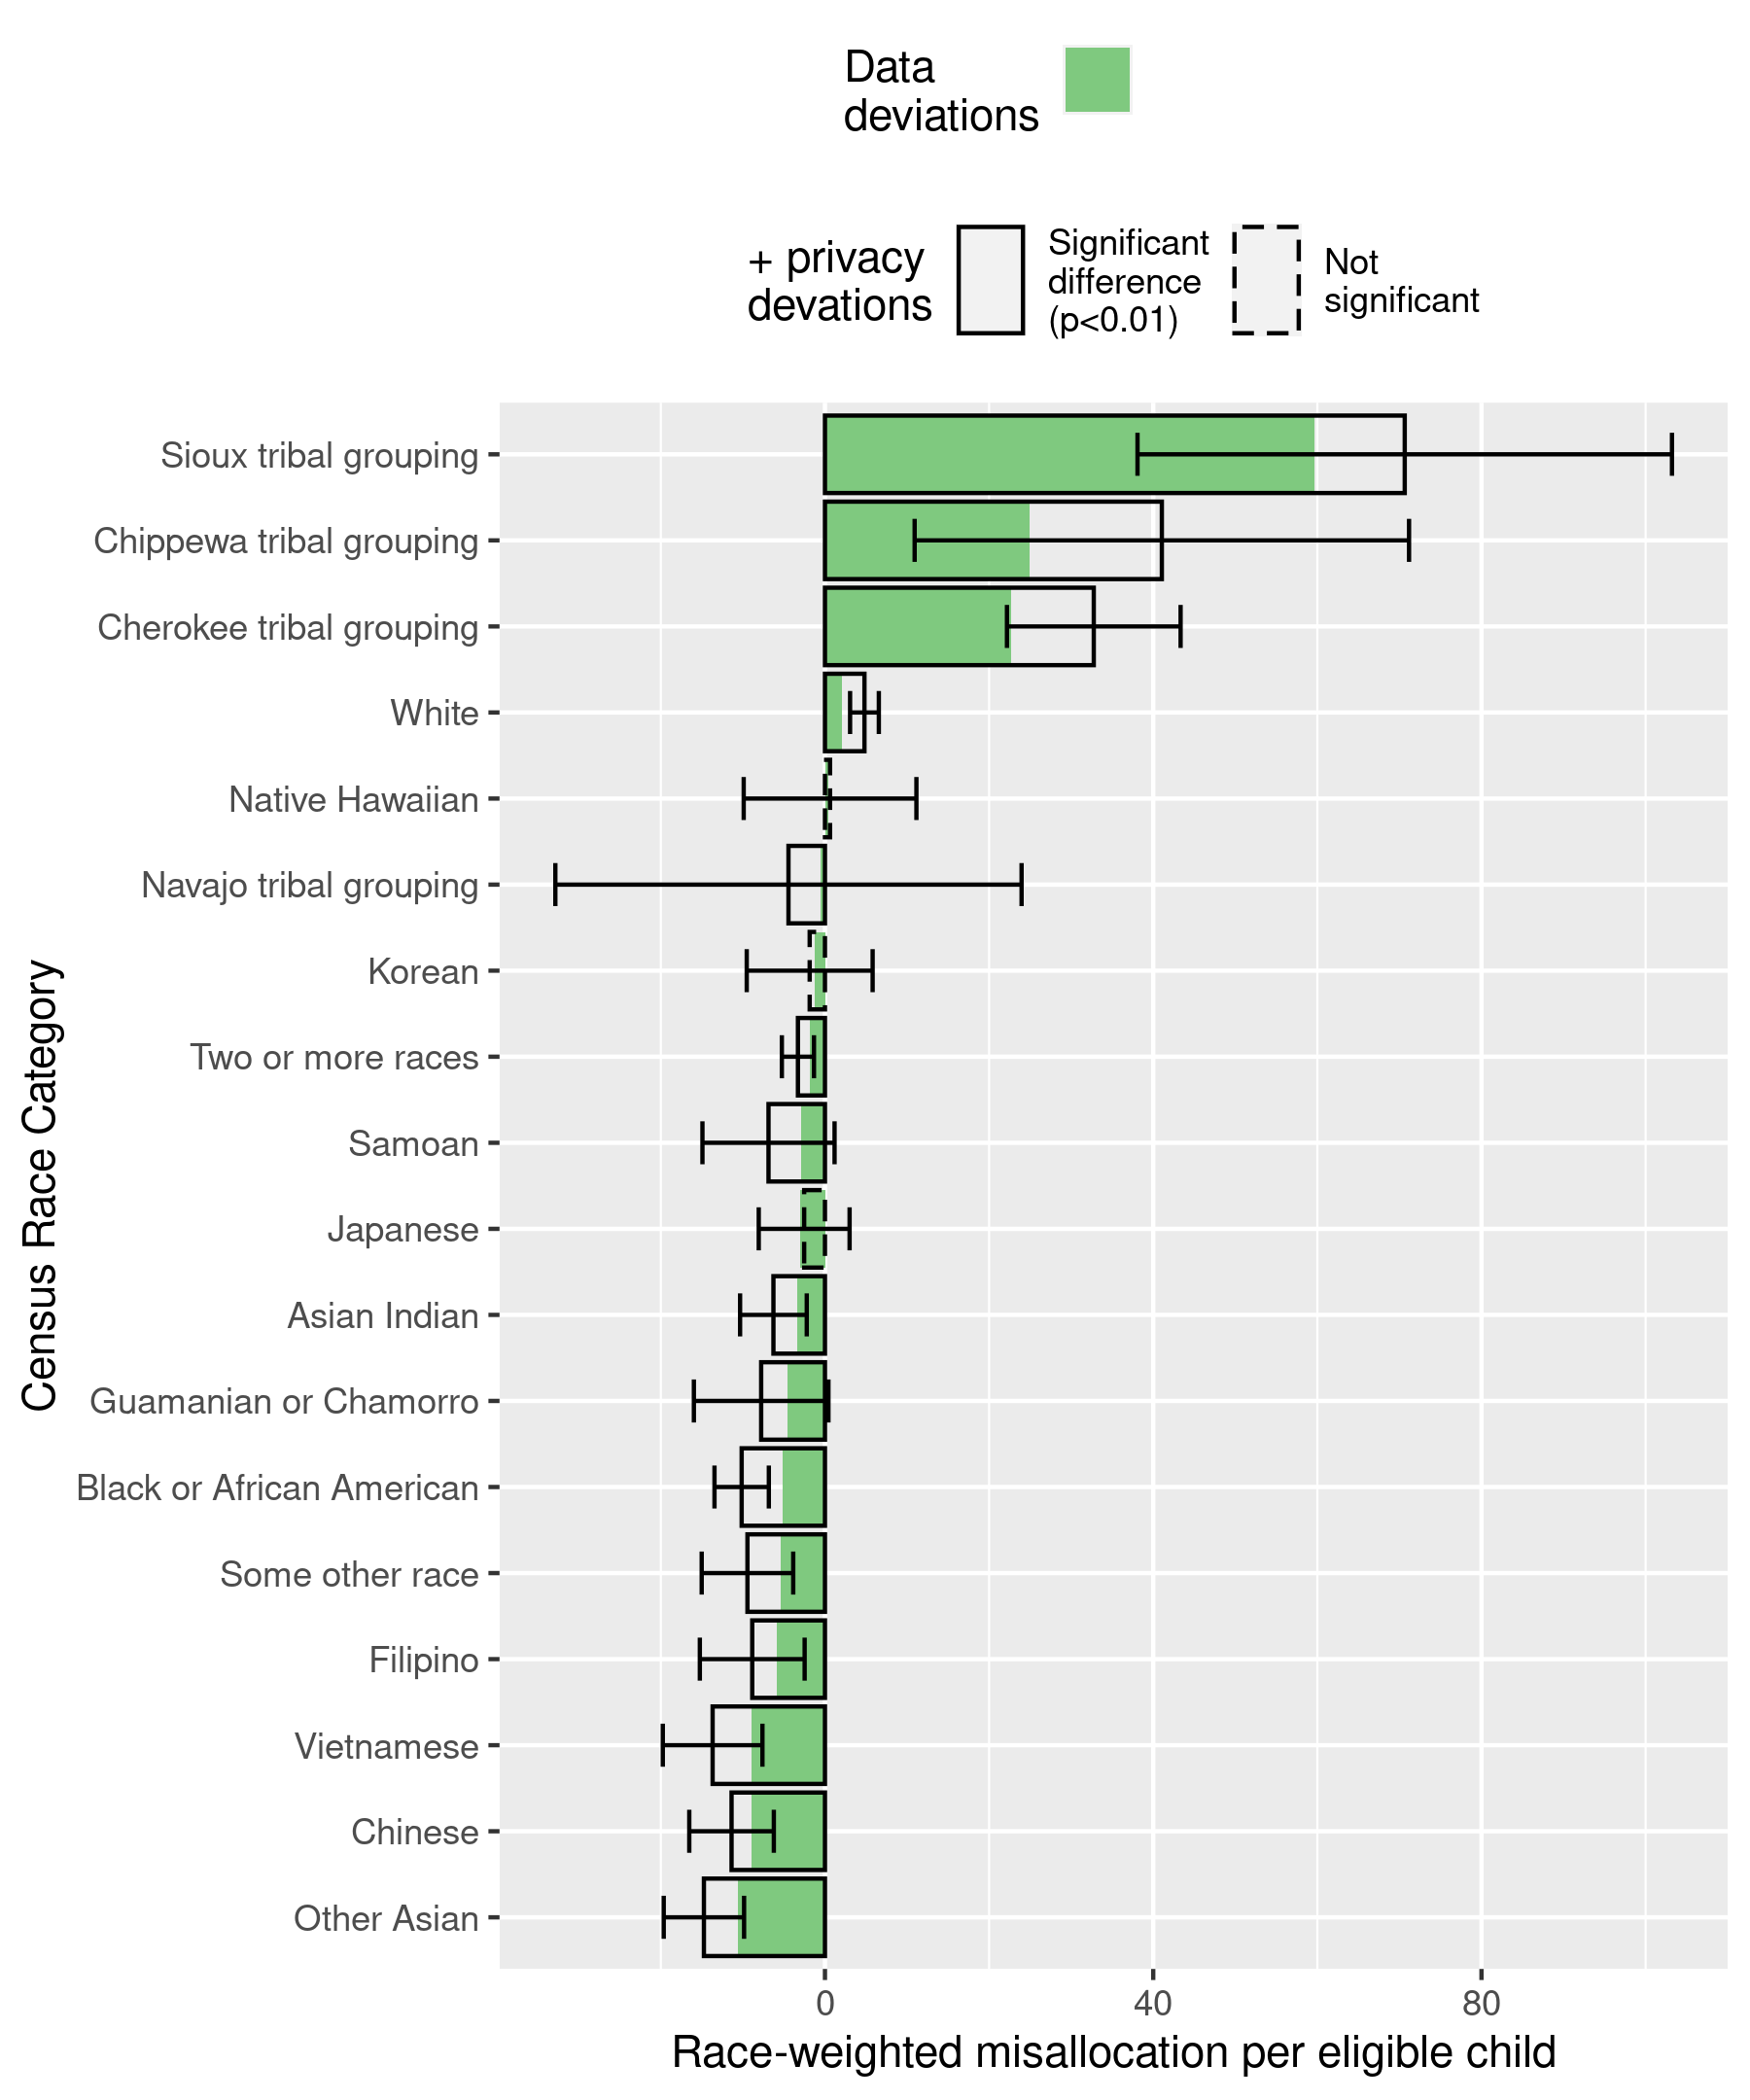 Data
deviations
+ privacy
devations
Significant
difference
(p<0.01)
Not
significant
Census Race Category
Sioux tribal grouping
Chippewa tribal grouping
Cherokee tribal grouping
White
Native Hawaiian
Navajo tribal grouping
Korean
Two or more races
Samoan
Japanese
Asian Indian
Guamanian or Chamorro
Black or African American
Some other race
Filipino
Vietnamese
Chinese
Other Asian
0 40 80
Race-weighted misallocation per eligible child